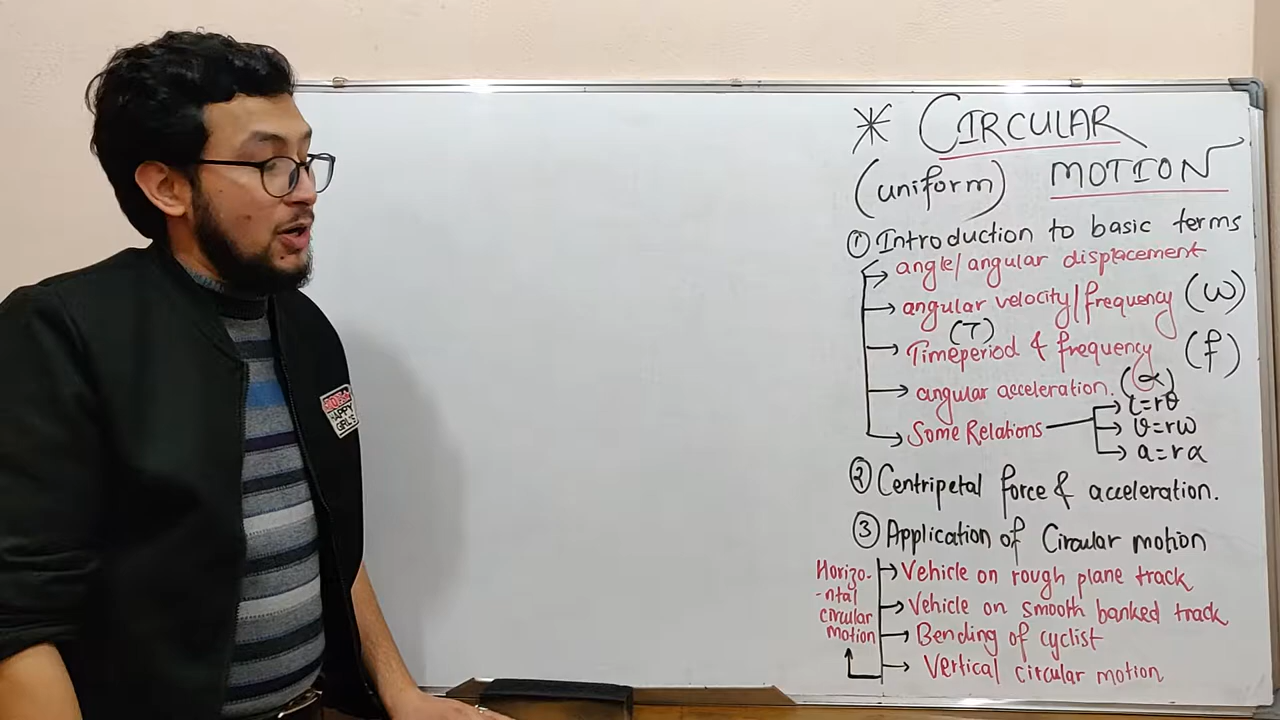 * CIRCULAR
(uniform) MOTION
① Introduction to basic terms
angle/angular displacement
angular velocity/frequency (ω)
(T)
Timeperiod & frequency (f)
angular acceleration. (α)
Some Relations
l=rθ
v=rω
a=rα
② Centripetal force & acceleration.
③ Application of Circular motion
Horizo-
-ntal
circular
motion
Vehicle on rough plane track
Vehicle on smooth banked track
Bending of cyclist
Vertical circular motion
HAPPY
GIRLS